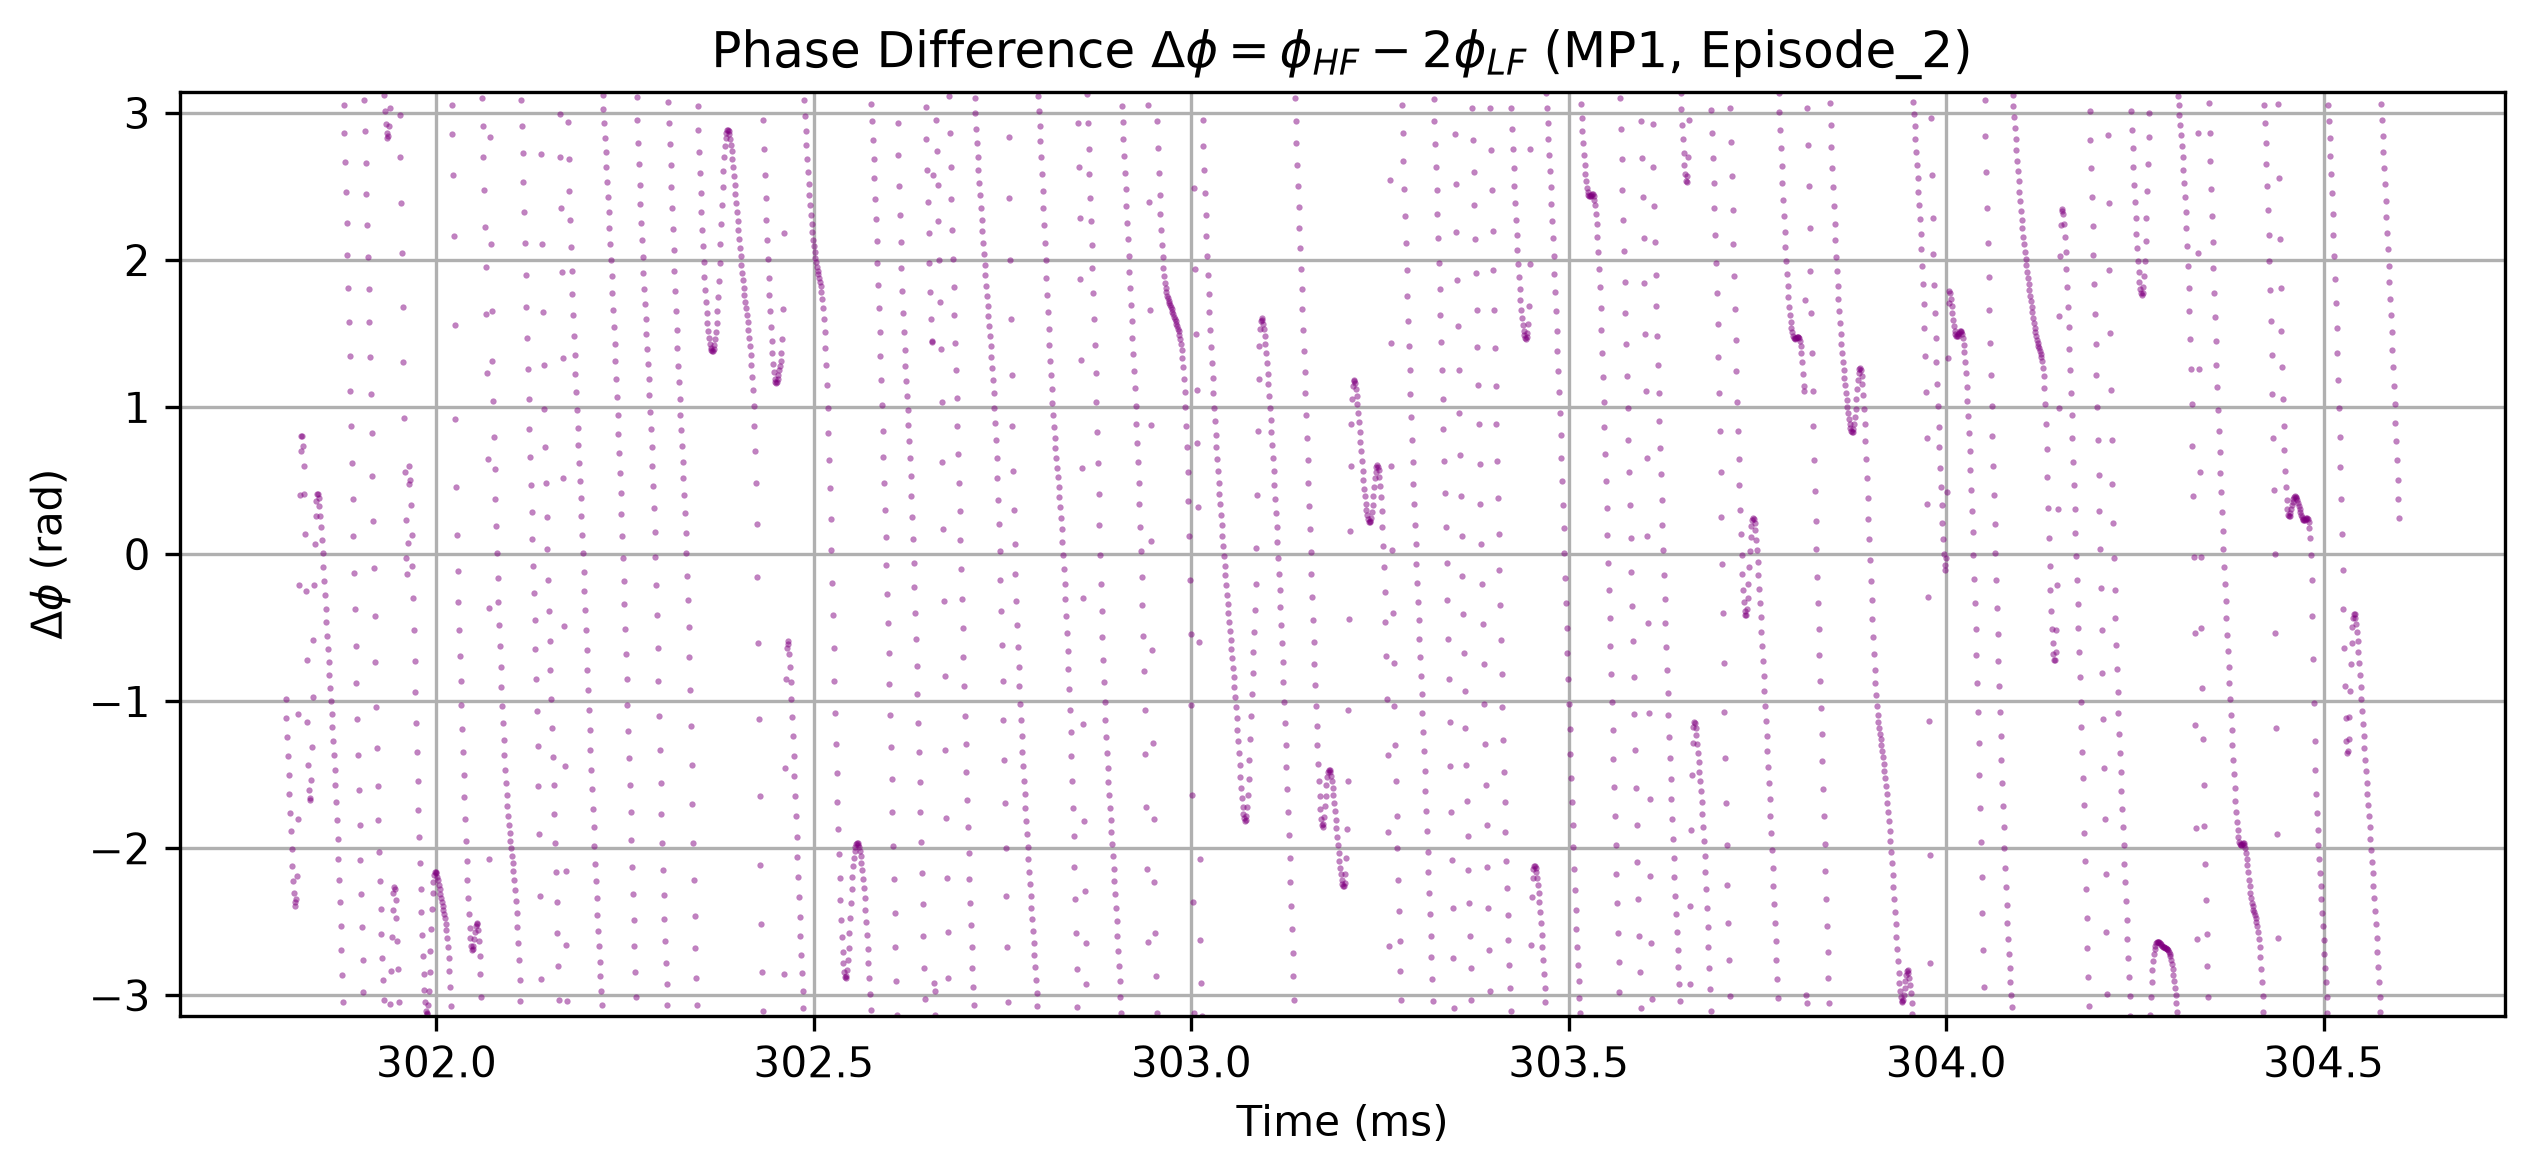 Phase Difference Δϕ = ϕ_HF − 2ϕ_LF (MP1, Episode_2)
3
2
1
0
−1
−2
−3
Δϕ (rad)
302.0 302.5 303.0 303.5 304.0 304.5
Time (ms)